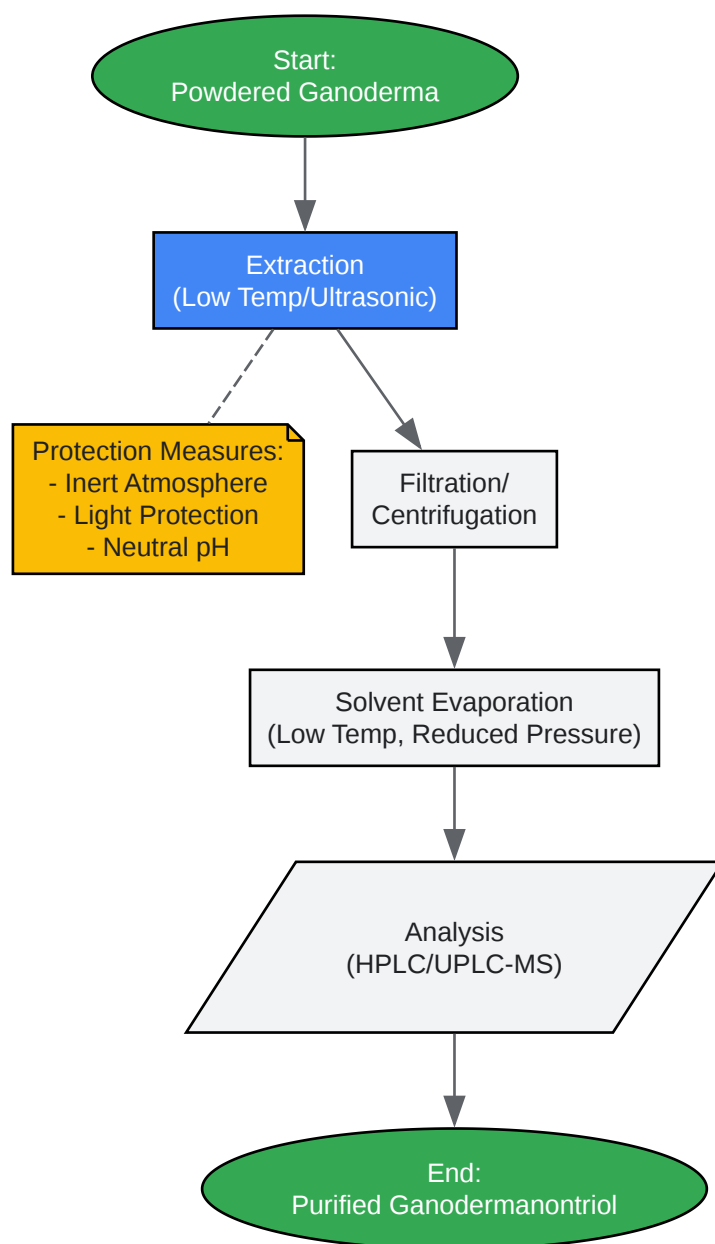 Start:
Powdered Ganoderma
Extraction
(Low Temp/Ultrasonic)
Protection Measures:
- Inert Atmosphere
- Light Protection
- Neutral pH
Filtration/
Centrifugation
Solvent Evaporation
(Low Temp, Reduced Pressure)
Analysis
(HPLC/UPLC-MS)
End:
Purified Ganodermanontriol